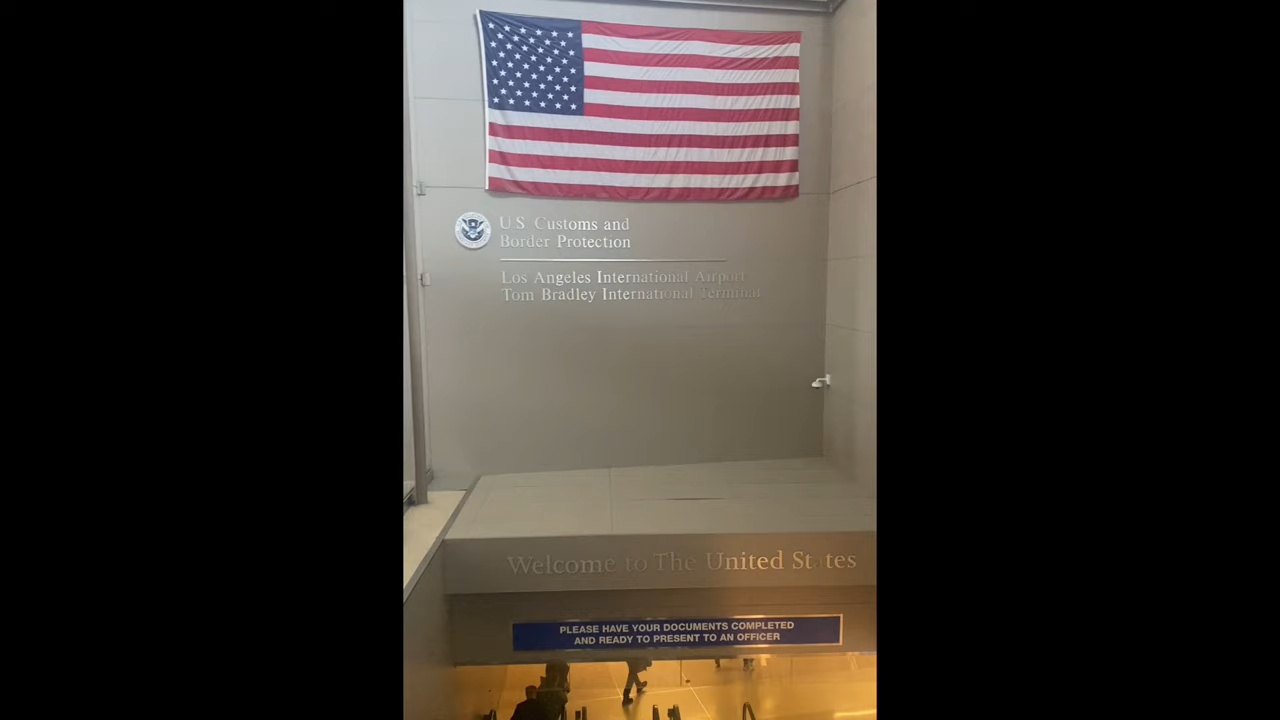 U.S. Customs and
Border Protection
Los Angeles International Airport
Tom Bradley International Terminal
Welcome to The United States
PLEASE HAVE YOUR DOCUMENTS COMPLETED
AND READY TO PRESENT TO AN OFFICER